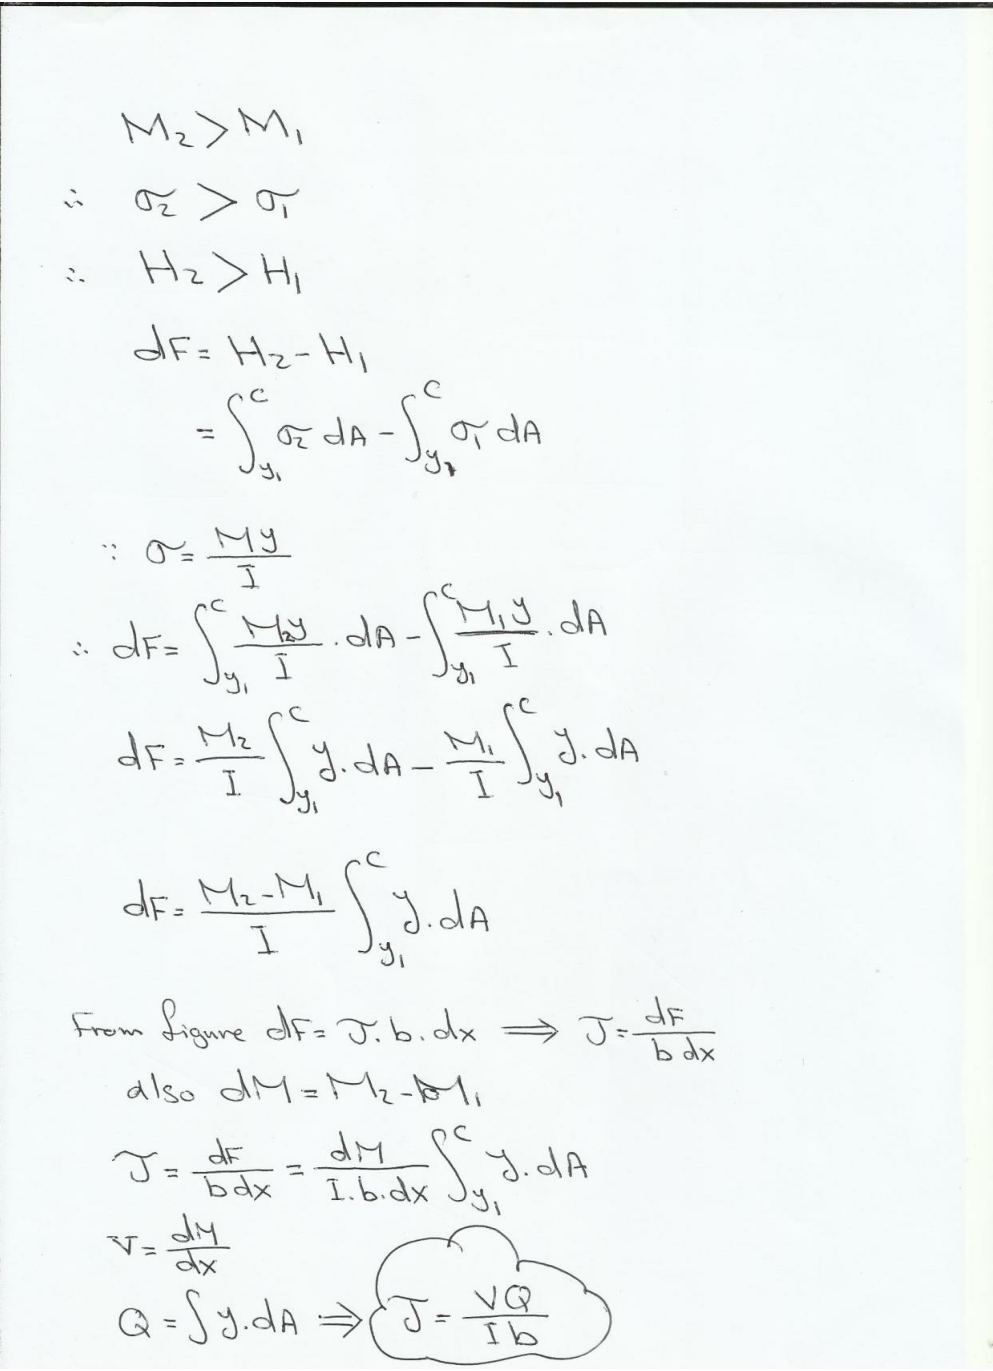 M₂ > M₁
∴ σ₂ > σ₁
∴ H₂ > H₁
dF = H₂ - H₁
= ∫_{y₁}^{c} σ₂ dA - ∫_{y₁}^{c} σ₁ dA
∵ σ = My/I
∴ dF = ∫_{y₁}^{c} M₂y/I . dA - ∫_{y₁}^{c} M₁y/I . dA
dF = M₂/I ∫_{y₁}^{c} y. dA - M₁/I ∫_{y₁}^{c} y. dA
dF = M₂-M₁/I ∫_{y₁}^{c} y. dA
From figure dF = τ. b. dx ⟹ τ = dF/b dx
also dM = M₂ - M₁
τ = dF/b dx = dM/I. b. dx ∫_{y₁}^{c} y. dA
V = dM/dx
Q = ∫ y. dA ⟹ τ = VQ/I b